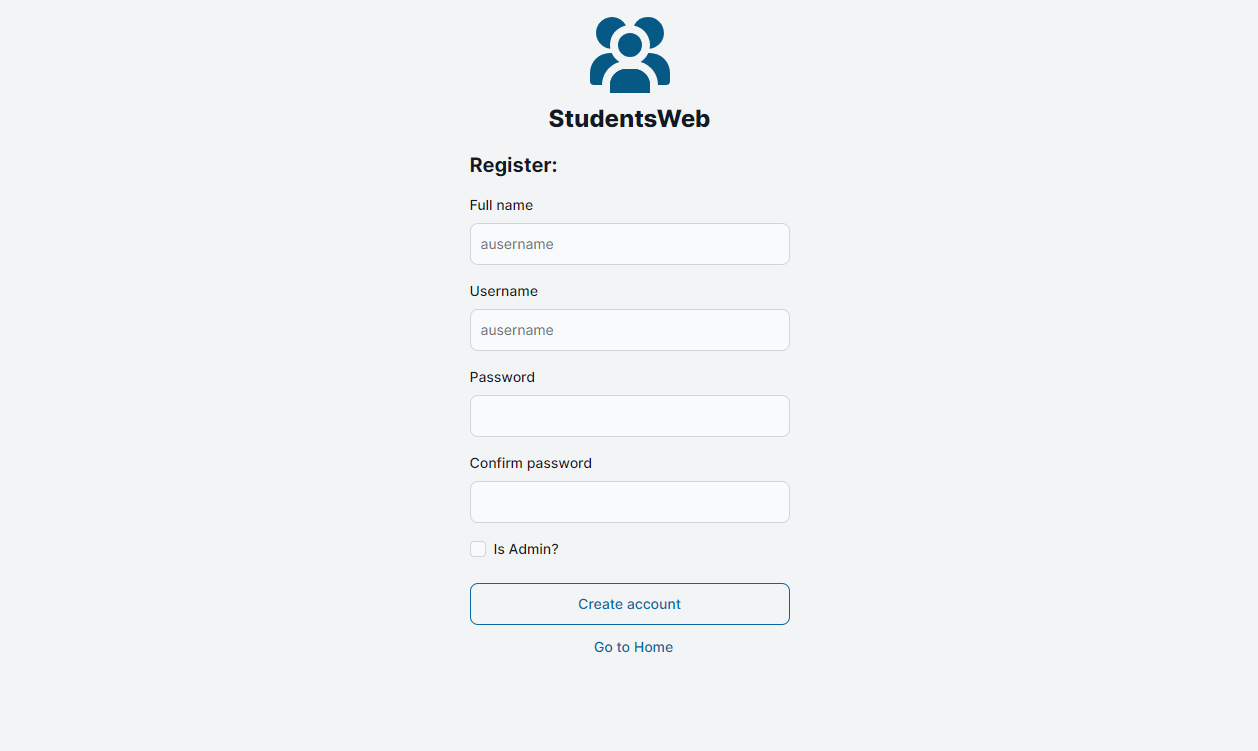 StudentsWeb
Register:
Full name
ausername
Username
ausername
Password
Confirm password
Is Admin?
Create account
Go to Home